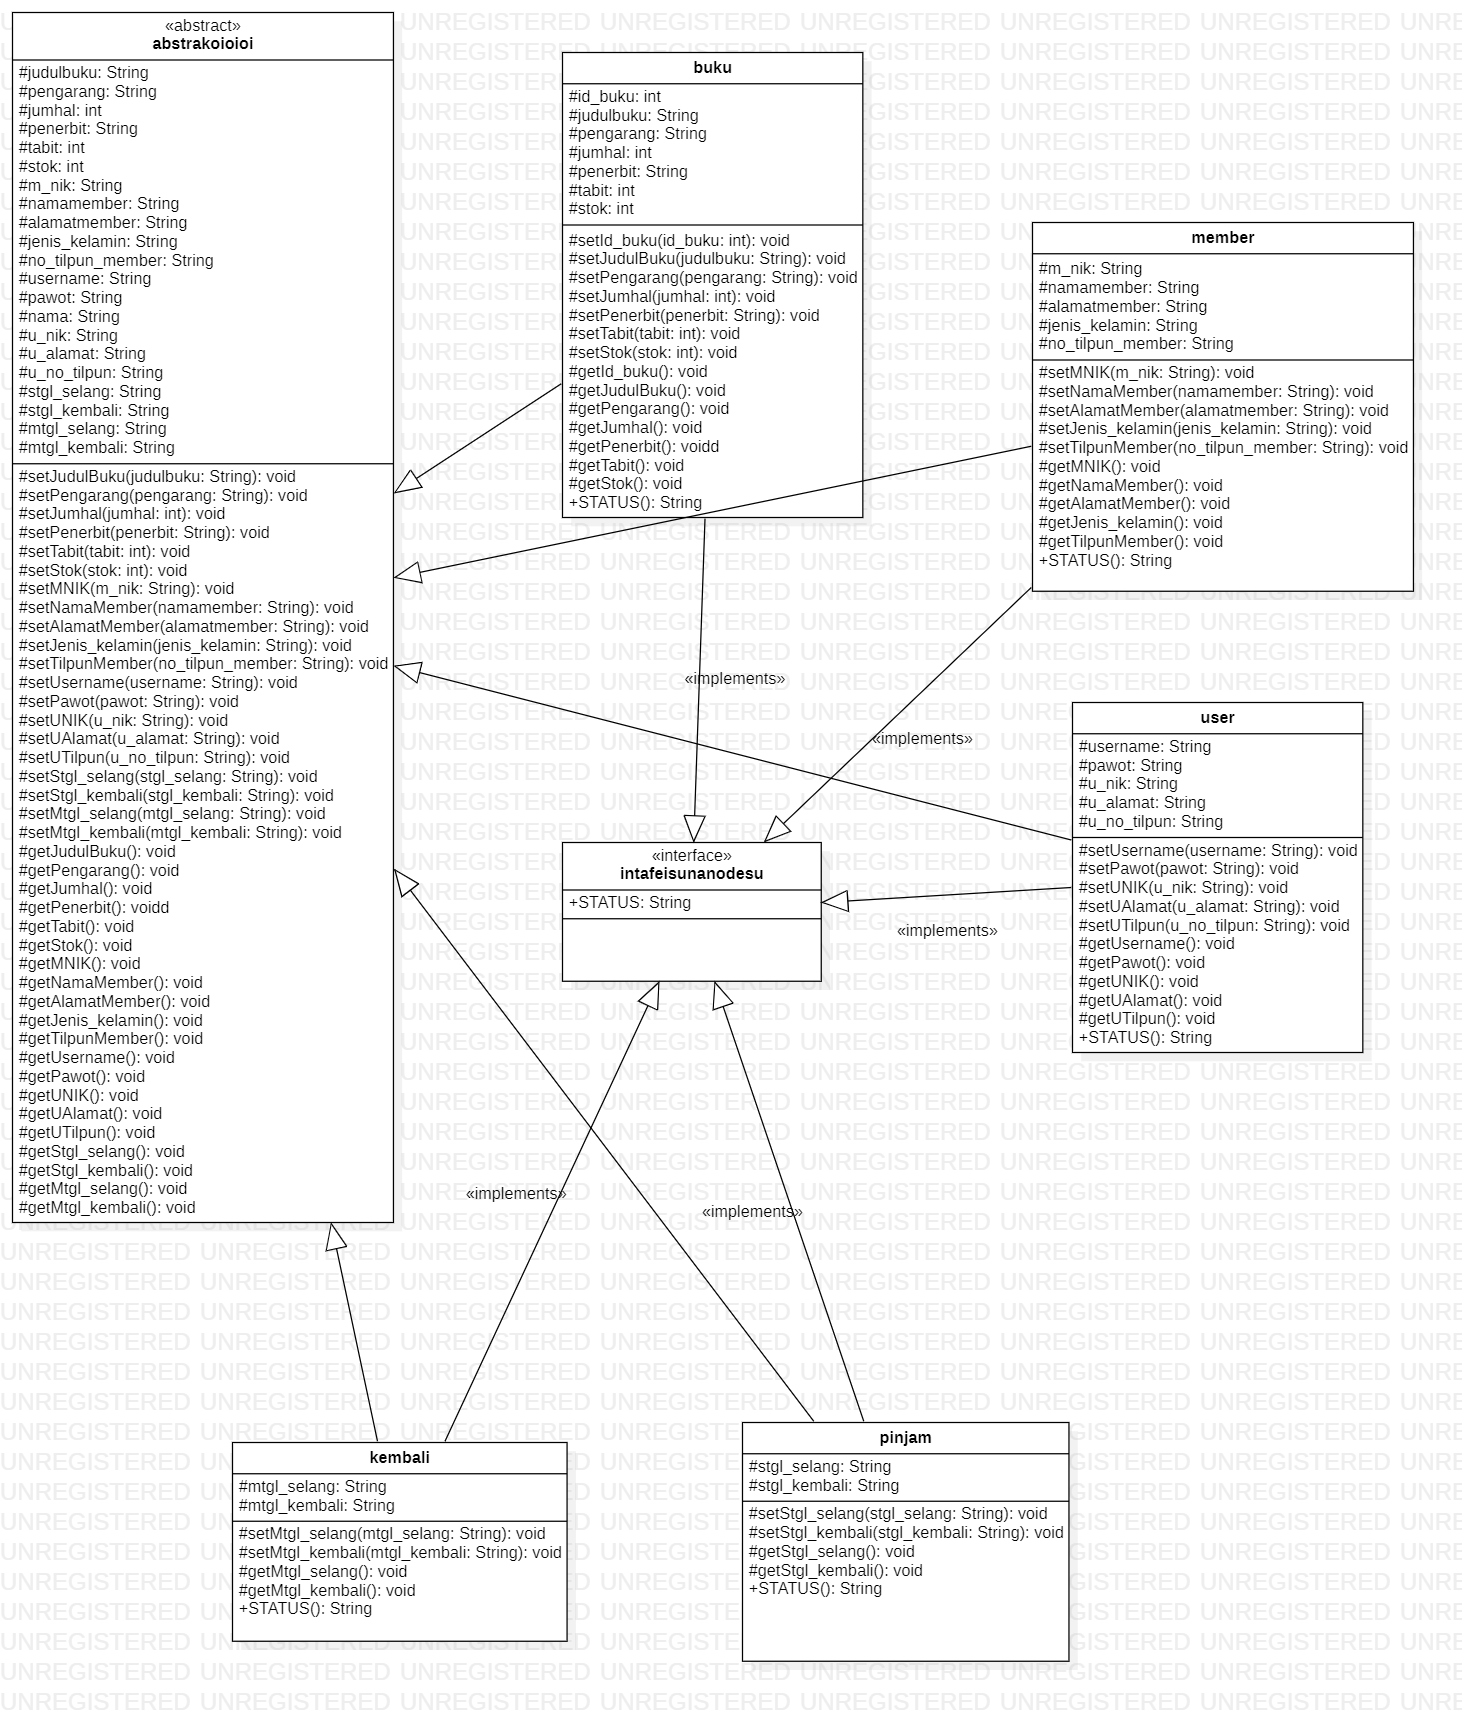 «abstract»
abstrakoioioi
#judulbuku: String
#pengarang: String
#jumhal: int
#penerbit: String
#tabit: int
#stok: int
#m_nik: String
#namamember: String
#alamatmember: String
#jenis_kelamin: String
#no_tilpun_member: String
#username: String
#pawot: String
#nama: String
#u_nik: String
#u_alamat: String
#u_no_tilpun: String
#stgl_selang: String
#stgl_kembali: String
#mtgl_selang: String
#mtgl_kembali: String
#setJudulBuku(judulbuku: String): void
#setPengarang(pengarang: String): void
#setJumhal(jumhal: int): void
#setPenerbit(penerbit: String): void
#setTabit(tabit: int): void
#setStok(stok: int): void
#setMNIK(m_nik: String): void
#setNamaMember(namamember: String): void
#setAlamatMember(alamatmember: String): void
#setJenis_kelamin(jenis_kelamin: String): void
#setTilpunMember(no_tilpun_member: String): void
#setUsername(username: String): void
#setPawot(pawot: String): void
#setUNIK(u_nik: String): void
#setUAlamat(u_alamat: String): void
#setUTilpun(u_no_tilpun: String): void
#setStgl_selang(stgl_selang: String): void
#setStgl_kembali(stgl_kembali: String): void
#setMtgl_selang(mtgl_selang: String): void
#setMtgl_kembali(mtgl_kembali: String): void
#getJudulBuku(): void
#getPengarang(): void
#getJumhal(): void
#getPenerbit(): voidd
#getTabit(): void
#getStok(): void
#getMNIK(): void
#getNamaMember(): void
#getAlamatMember(): void
#getJenis_kelamin(): void
#getTilpunMember(): void
#getUsername(): void
#getPawot(): void
#getUNIK(): void
#getUAlamat(): void
#getUTilpun(): void
#getStgl_selang(): void
#getStgl_kembali(): void
#getMtgl_selang(): void
#getMtgl_kembali(): void
buku
#id_buku: int
#judulbuku: String
#pengarang: String
#jumhal: int
#penerbit: String
#tabit: int
#stok: int
#setId_buku(id_buku: int): void
#setJudulBuku(judulbuku: String): void
#setPengarang(pengarang: String): void
#setJumhal(jumhal: int): void
#setPenerbit(penerbit: String): void
#setTabit(tabit: int): void
#setStok(stok: int): void
#getId_buku(): void
#getJudulBuku(): void
#getPengarang(): void
#getJumhal(): void
#getPenerbit(): voidd
#getTabit(): void
#getStok(): void
+STATUS(): String
member
#m_nik: String
#namamember: String
#alamatmember: String
#jenis_kelamin: String
#no_tilpun_member: String
#setMNIK(m_nik: String): void
#setNamaMember(namamember: String): void
#setAlamatMember(alamatmember: String): void
#setJenis_kelamin(jenis_kelamin: String): void
#setTilpunMember(no_tilpun_member: String): void
#getMNIK(): void
#getNamaMember(): void
#getAlamatMember(): void
#getJenis_kelamin(): void
#getTilpunMember(): void
+STATUS(): String
«implements»
«implements»
user
#username: String
#pawot: String
#u_nik: String
#u_alamat: String
#u_no_tilpun: String
#setUsername(username: String): void
#setPawot(pawot: String): void
#setUNIK(u_nik: String): void
#setUAlamat(u_alamat: String): void
#setUTilpun(u_no_tilpun: String): void
#getUsername(): void
#getPawot(): void
#getUNIK(): void
#getUAlamat(): void
#getUTilpun(): void
+STATUS(): String
«interface»
intafeisunanodesu
+STATUS: String
«implements»
«implements»
«implements»
kembali
#mtgl_selang: String
#mtgl_kembali: String
#setMtgl_selang(mtgl_selang: String): void
#setMtgl_kembali(mtgl_kembali: String): void
#getMtgl_selang(): void
#getMtgl_kembali(): void
+STATUS(): String
pinjam
#stgl_selang: String
#stgl_kembali: String
#setStgl_selang(stgl_selang: String): void
#setStgl_kembali(stgl_kembali: String): void
#getStgl_selang(): void
#getStgl_kembali(): void
+STATUS(): String
UNREGISTERED